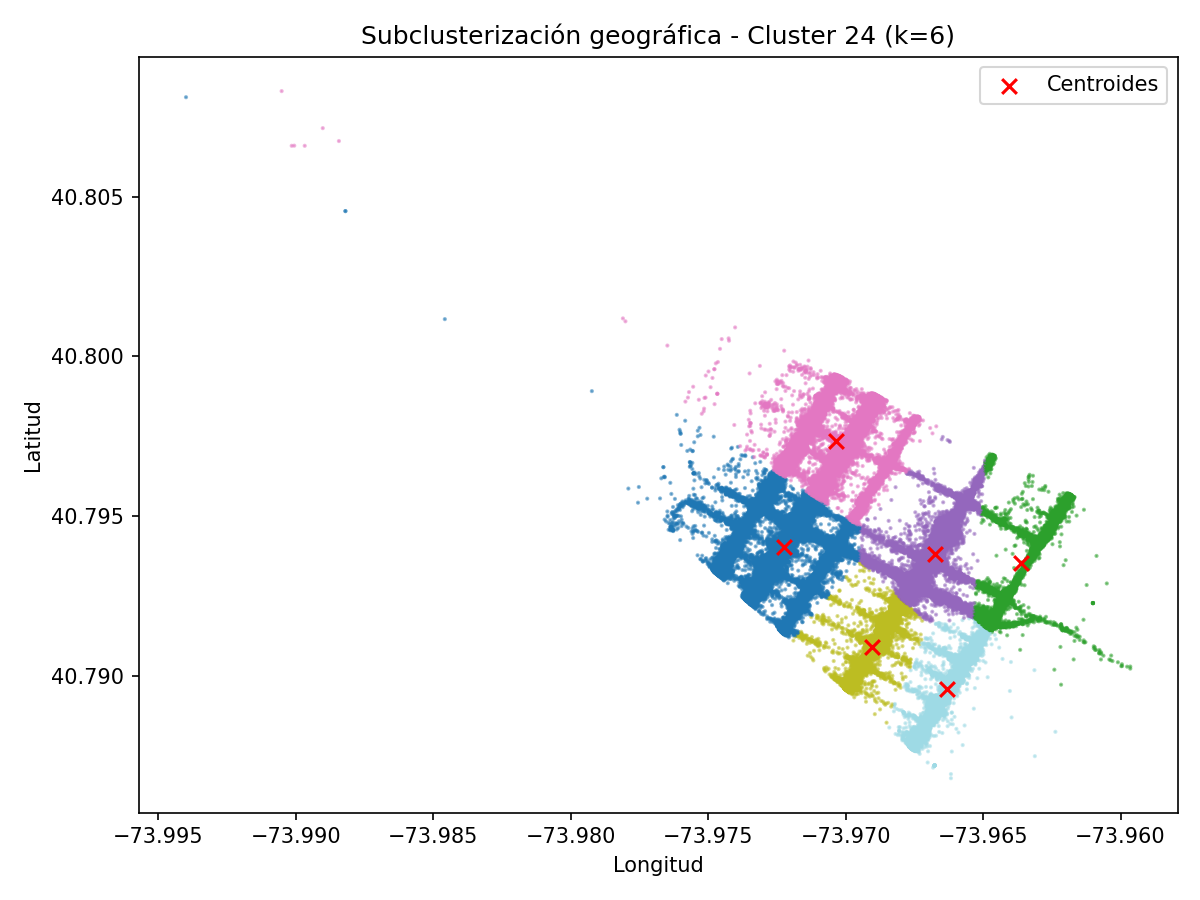 Subclusterización geográfica - Cluster 24 (k=6)
Centroides
Latitud
40.805
40.800
40.795
40.790
−73.995 −73.990 −73.985 −73.980 −73.975 −73.970 −73.965 −73.960
Longitud